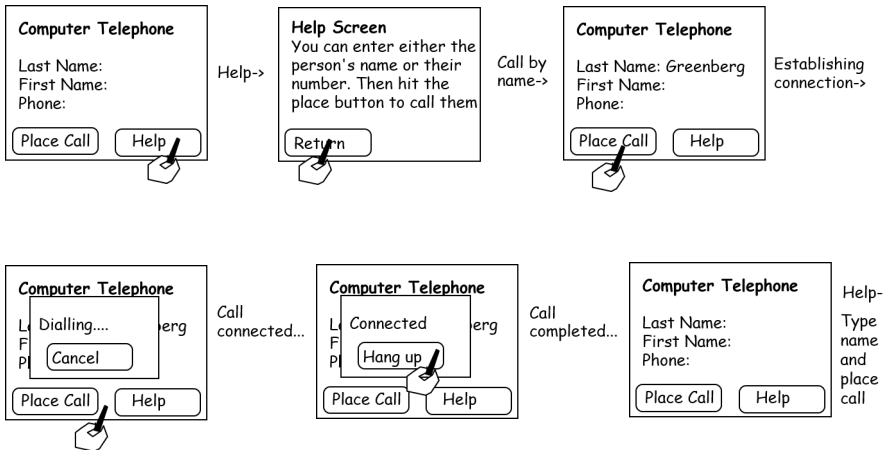 Computer Telephone
Last Name:
First Name:
Phone:
Place Call
Help
Help->
Help Screen
You can enter either the
person's name or their
number. Then hit the
place button to call them
Return
Call by
name->
Computer Telephone
Last Name: Greenberg
First Name:
Phone:
Place Call
Help
Establishing
connection->
Computer Telephone
L Dialling.... berg
F
P
Cancel
Place Call
Help
Call
connected...
Computer Telephone
L Connected erg
F
P
Hang up
Place Call
Help
Call
completed...
Computer Telephone
Last Name:
First Name:
Phone:
Place Call
Help
Help-
Type
name
and
place
call